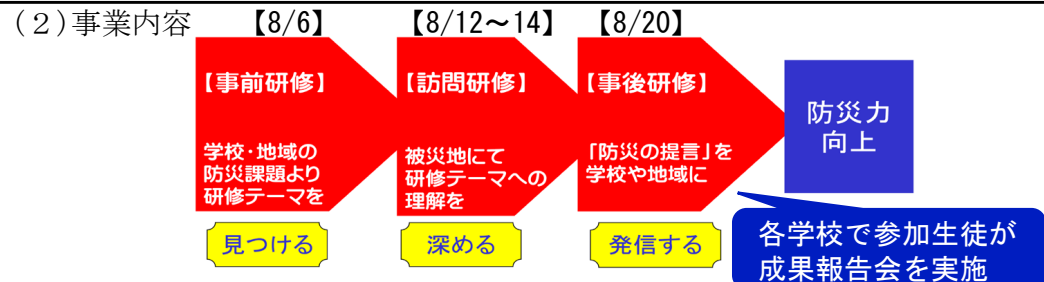 (２)事業内容 【8/6】 【8/12～14】 【8/20】
【事前研修】
学校・地域の
防災課題より
研修テーマを
見つける
【訪問研修】
被災地にて
研修テーマへの
理解を
深める
【事後研修】
「防災の提言」を
学校や地域に
発信する
防災力
向上
各学校で参加生徒が
成果報告会を実施